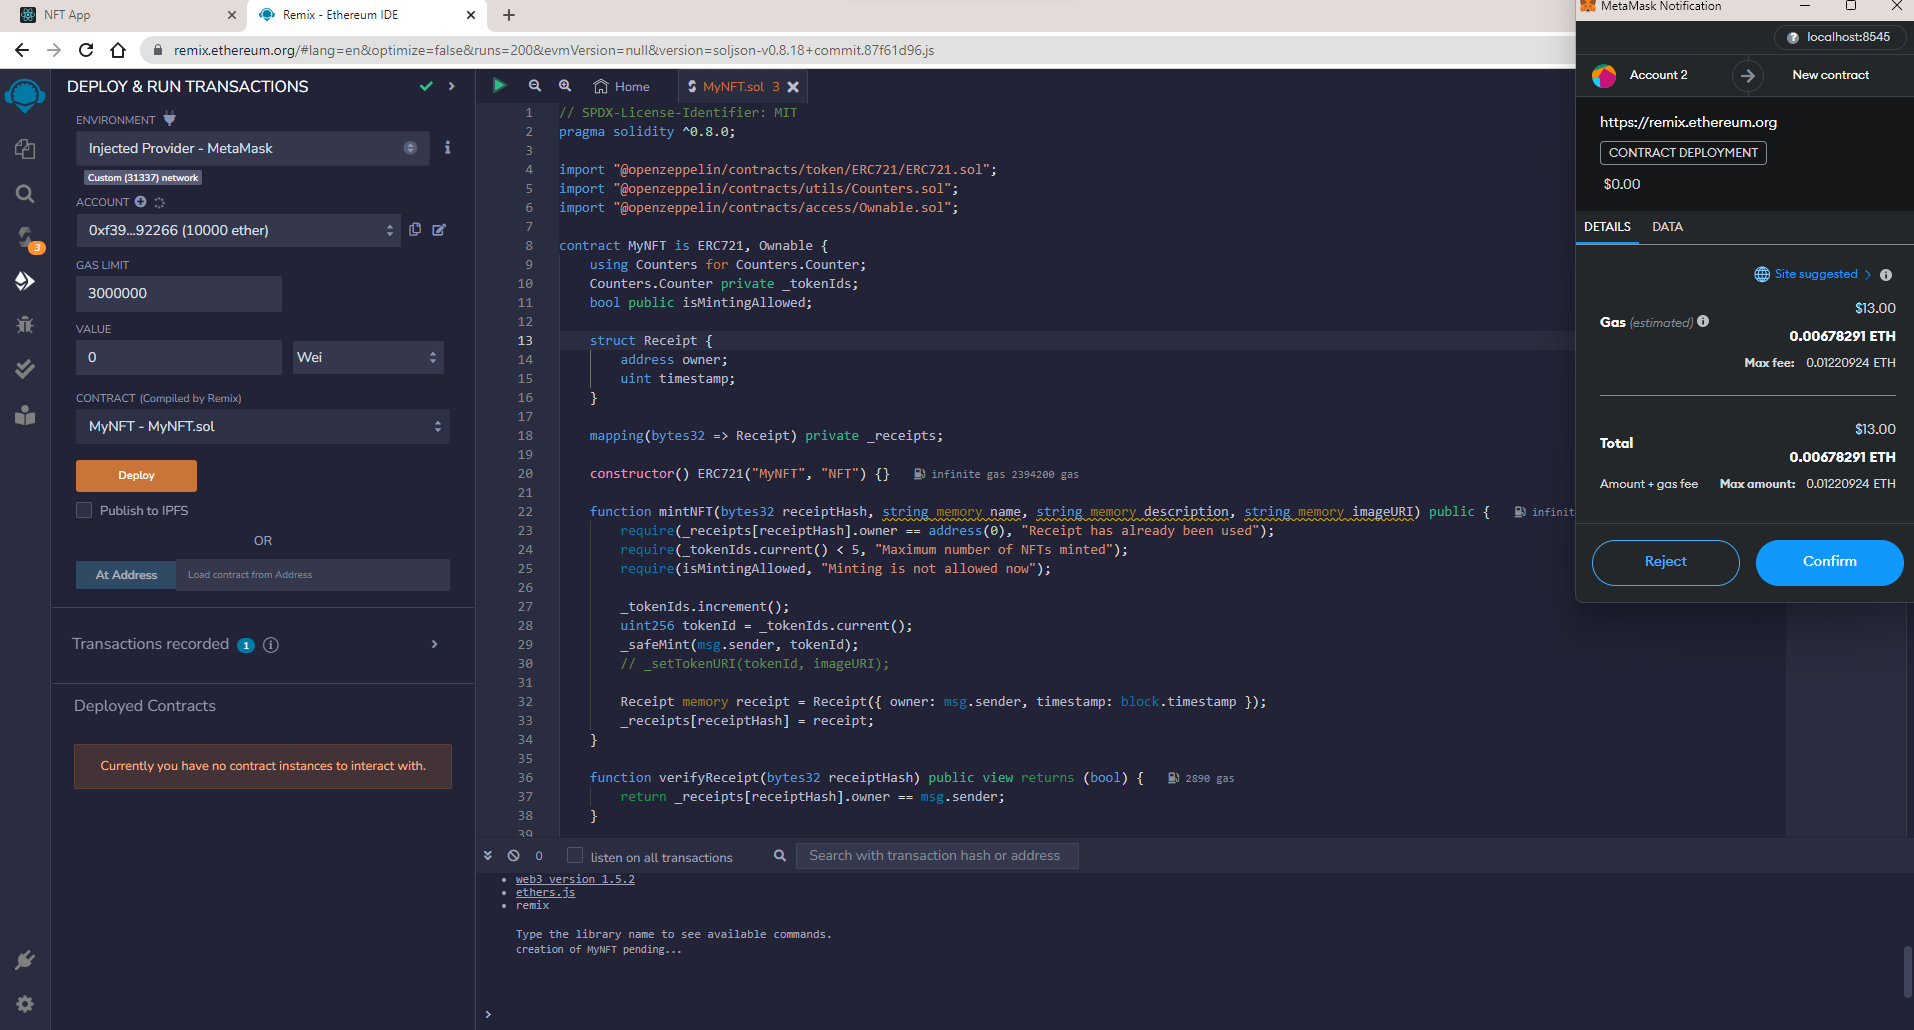 NFT App
Remix - Ethereum IDE
remix.ethereum.org/#lang=en&optimize=false&runs=200&evmVersion=null&version=soljson-v0.8.18+commit.87f61d96.js
DEPLOY & RUN TRANSACTIONS
ENVIRONMENT
Injected Provider - MetaMask
Custom (31337) network
ACCOUNT
0xf39...92266 (10000 ether)
GAS LIMIT
3000000
VALUE
0
Wei
CONTRACT (Compiled by Remix)
MyNFT - MyNFT.sol
Deploy
Publish to IPFS
OR
At Address
Load contract from Address
Transactions recorded 1
Deployed Contracts
Currently you have no contract instances to interact with.
3
Home
MyNFT.sol 3
1 // SPDX-License-Identifier: MIT
2 pragma solidity ^0.8.0;
3
4 import "@openzeppelin/contracts/token/ERC721/ERC721.sol";
5 import "@openzeppelin/contracts/utils/Counters.sol";
6 import "@openzeppelin/contracts/access/Ownable.sol";
7
8 contract MyNFT is ERC721, Ownable {
9 using Counters for Counters.Counter;
10 Counters.Counter private _tokenIds;
11 bool public isMintingAllowed;
12
13 struct Receipt {
14 address owner;
15 uint timestamp;
16 }
17
18 mapping(bytes32 => Receipt) private _receipts;
19
20 constructor() ERC721("MyNFT", "NFT") {} infinite gas 2394200 gas
21
22 function mintNFT(bytes32 receiptHash, string memory name, string memory description, string memory imageURI) public { infinit
23 require(_receipts[receiptHash].owner == address(0), "Receipt has already been used");
24 require(_tokenIds.current() < 5, "Maximum number of NFTs minted");
25 require(isMintingAllowed, "Minting is not allowed now");
26
27 _tokenIds.increment();
28 uint256 tokenId = _tokenIds.current();
29 _safeMint(msg.sender, tokenId);
30 // _setTokenURI(tokenId, imageURI);
31
32 Receipt memory receipt = Receipt({ owner: msg.sender, timestamp: block.timestamp });
33 _receipts[receiptHash] = receipt;
34 }
35
36 function verifyReceipt(bytes32 receiptHash) public view returns (bool) { 2890 gas
37 return _receipts[receiptHash].owner == msg.sender;
38 }
39
0
listen on all transactions
Search with transaction hash or address
• web3 version 1.5.2
• ethers.js
• remix
Type the library name to see available commands.
creation of MyNFT pending...
>
MetaMask Notification
localhost:8545
Account 2
New contract
https://remix.ethereum.org
CONTRACT DEPLOYMENT
$0.00
DETAILS
DATA
Site suggested >
$13.00
Gas (estimated)
0.00678291 ETH
Max fee: 0.01220924 ETH
$13.00
Total
0.00678291 ETH
Amount + gas fee Max amount: 0.01220924 ETH
Reject
Confirm